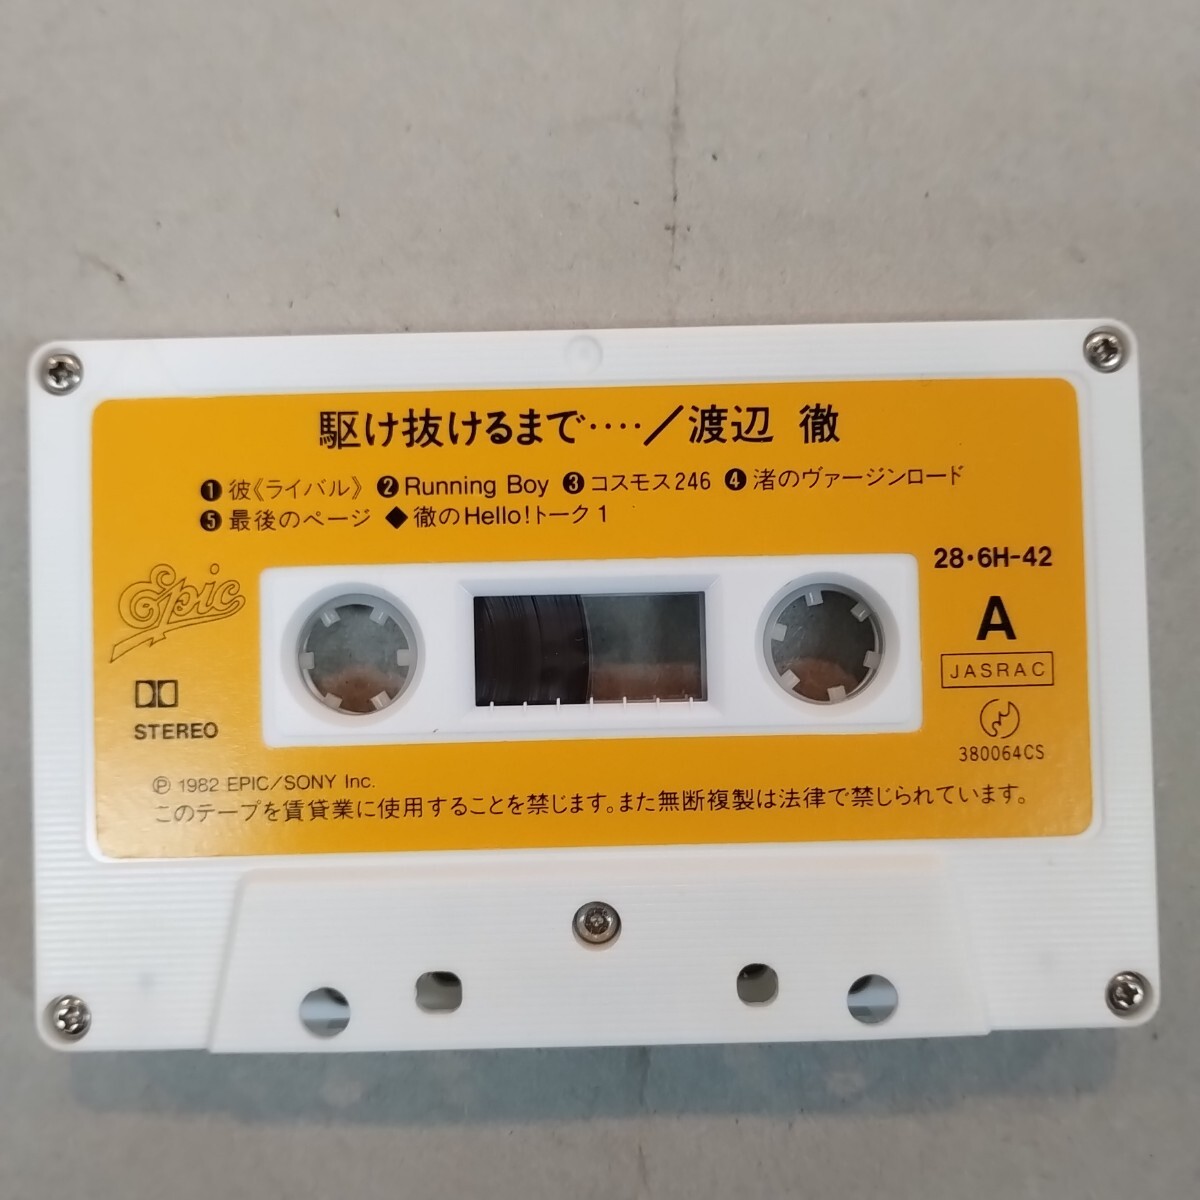 駆け抜けるまで‥‥／渡辺 徹
❶彼《ライバル》 ❷Running Boy ❸コスモス246 ❹渚のヴァージンロード
❺最後のページ ◆徹のHello!トーク1
28・6H-42
Epic
A
JASRAC
STEREO
380064CS
Ⓟ 1982 EPIC/SONY Inc.
このテープを賃貸業に使用することを禁じます。また無断複製は法律で禁じられています。